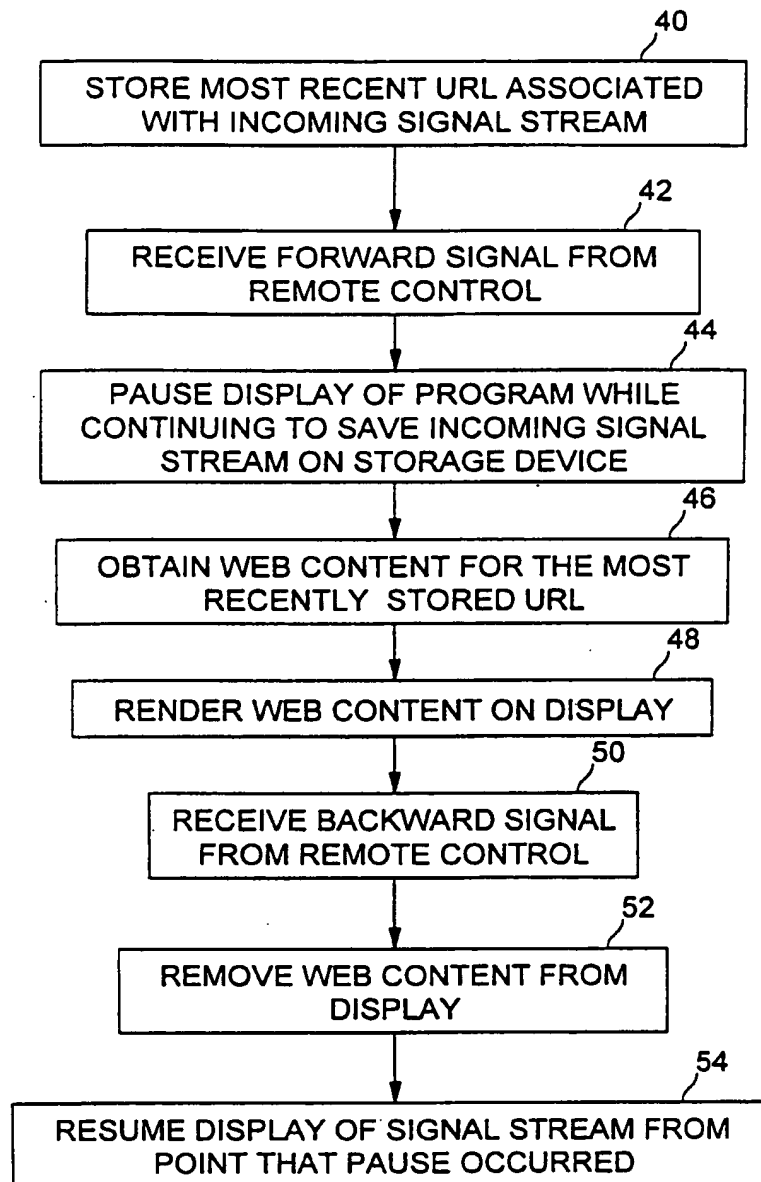 40
STORE MOST RECENT URL ASSOCIATED
WITH INCOMING SIGNAL STREAM
42
RECEIVE FORWARD SIGNAL FROM
REMOTE CONTROL
44
PAUSE DISPLAY OF PROGRAM WHILE
CONTINUING TO SAVE INCOMING SIGNAL
STREAM ON STORAGE DEVICE
46
OBTAIN WEB CONTENT FOR THE MOST
RECENTLY STORED URL
48
RENDER WEB CONTENT ON DISPLAY
50
RECEIVE BACKWARD SIGNAL
FROM REMOTE CONTROL
52
REMOVE WEB CONTENT FROM
DISPLAY
54
RESUME DISPLAY OF SIGNAL STREAM FROM
POINT THAT PAUSE OCCURRED